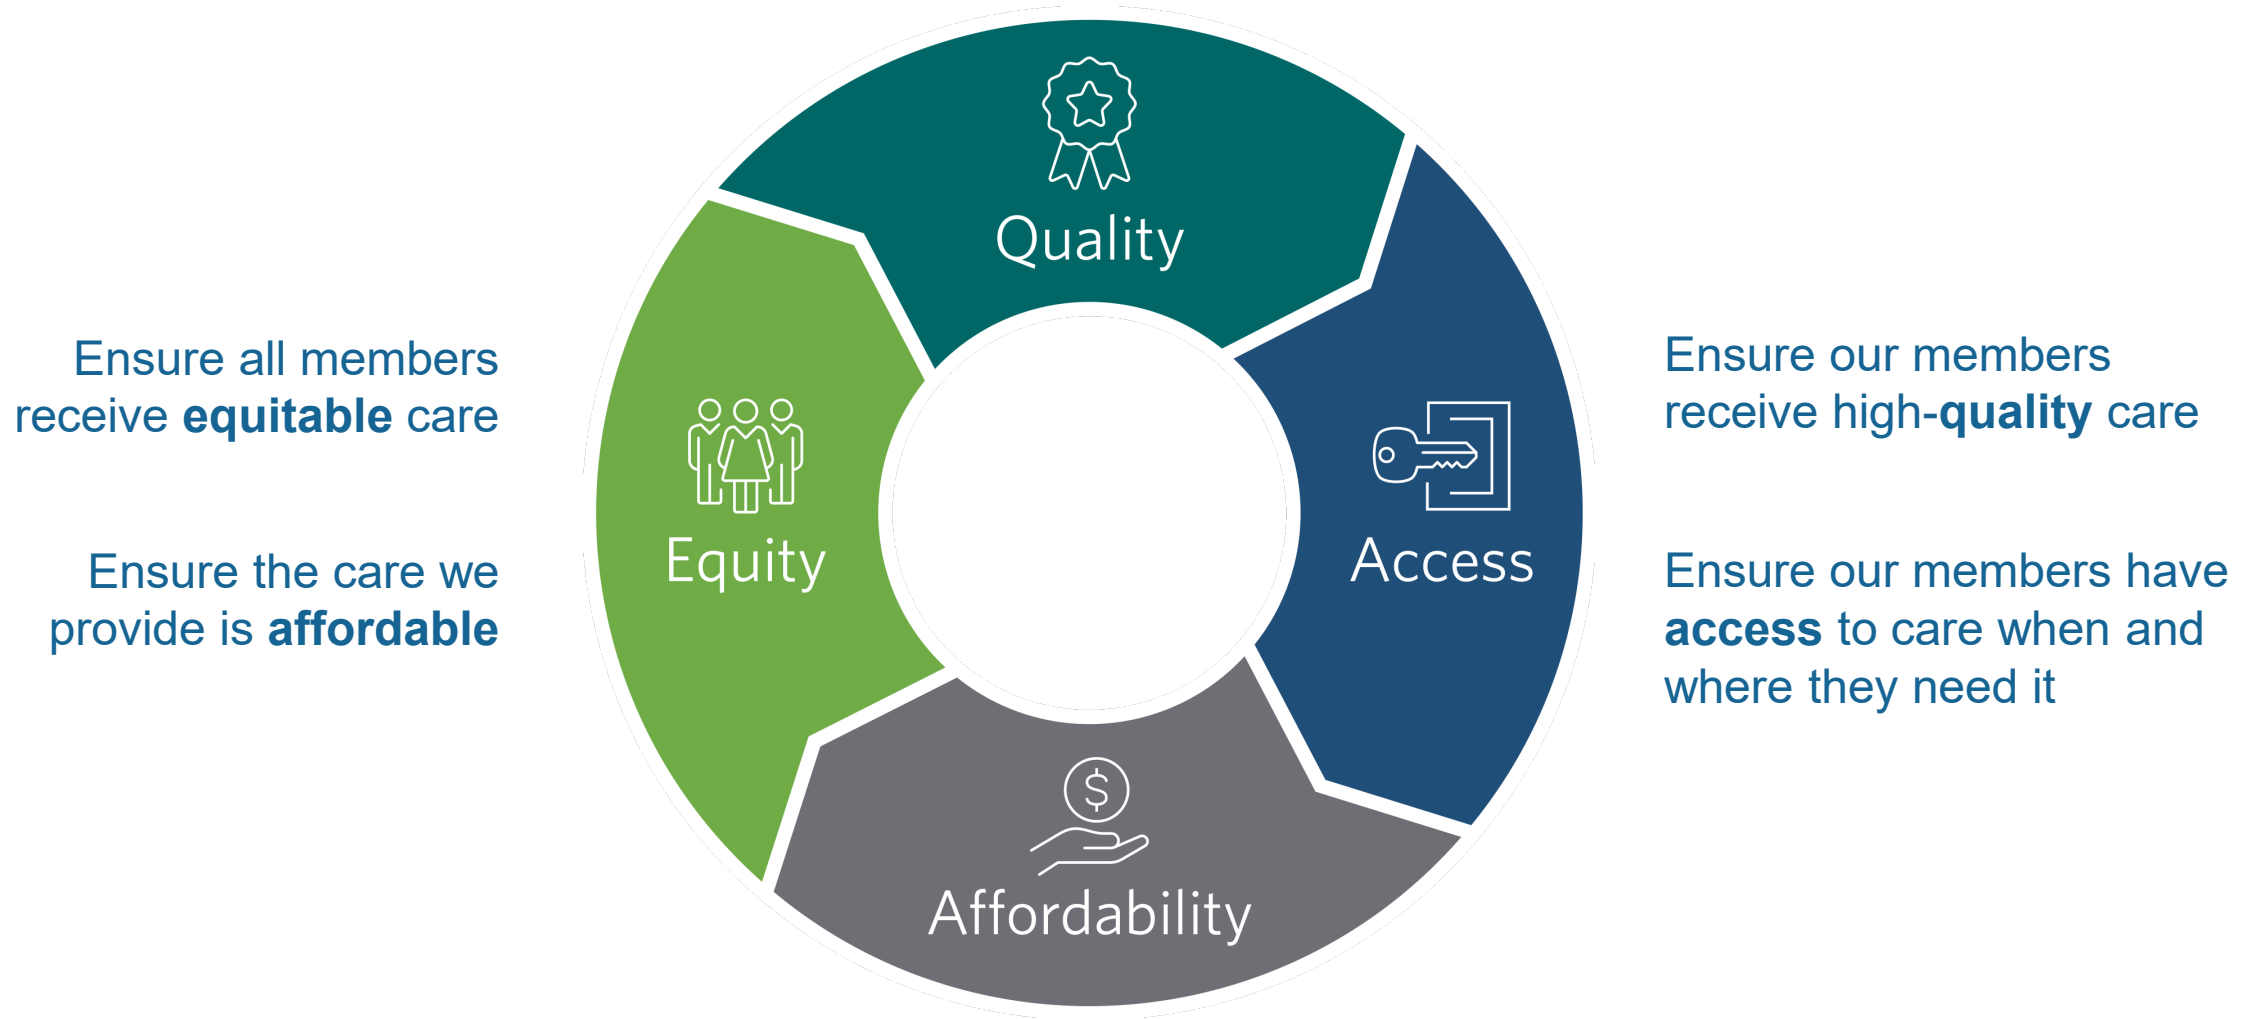 Quality
Ensure all members
receive equitable care
Ensure the care we
provide is affordable
Equity
Access
Ensure our members
receive high-quality care
Ensure our members have
access to care when and
where they need it
$
Affordability